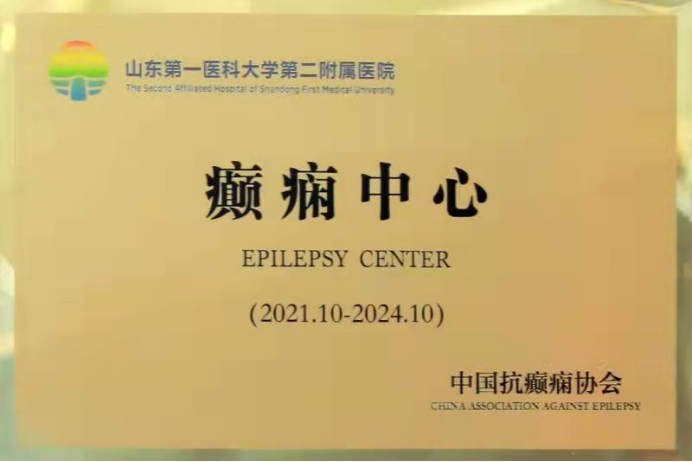 山东第一医科大学第二附属医院
The Second Affiliated Hospital of Shandong First Medical University
癫痫中心
EPILEPSY CENTER
(2021.10-2024.10)
中国抗癫痫协会
CHINA ASSOCIATION AGAINST EPILEPSY